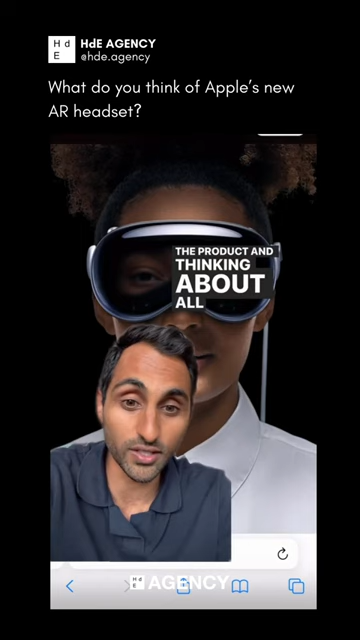 H d
E
HdE AGENCY
@hde.agency
What do you think of Apple's new
AR headset?
THE PRODUCT AND
THINKING
ABOUT
ALL
H d
E
AGENCY